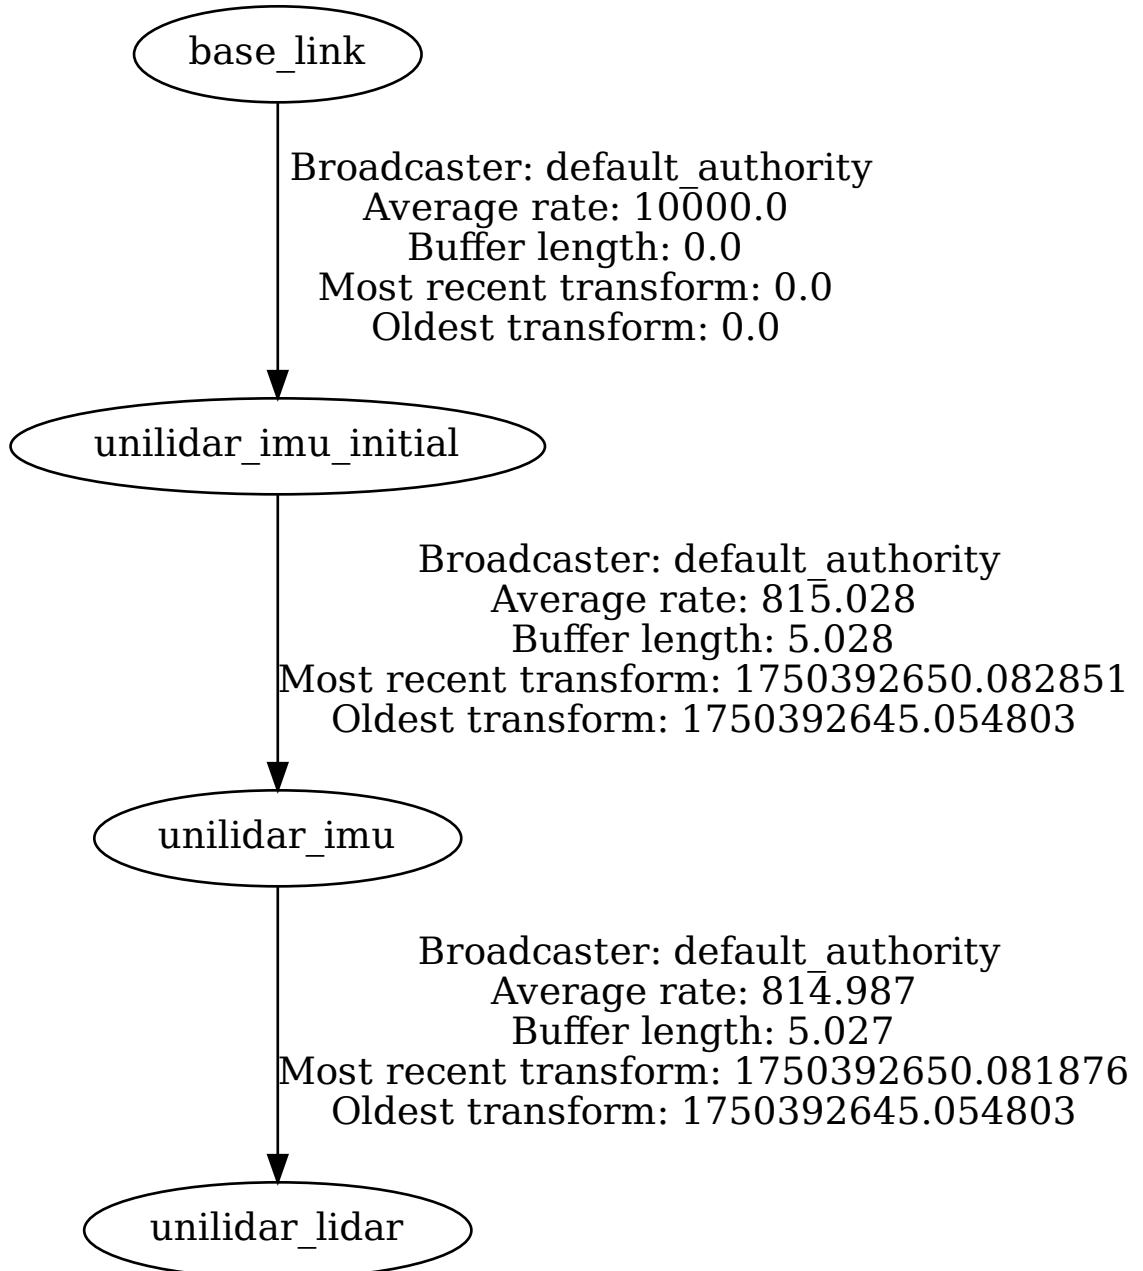 base_link
Broadcaster: default_authority
Average rate: 10000.0
Buffer length: 0.0
Most recent transform: 0.0
Oldest transform: 0.0
unilidar_imu_initial
Broadcaster: default_authority
Average rate: 815.028
Buffer length: 5.028
Most recent transform: 1750392650.082851
Oldest transform: 1750392645.054803
unilidar_imu
Broadcaster: default_authority
Average rate: 814.987
Buffer length: 5.027
Most recent transform: 1750392650.081876
Oldest transform: 1750392645.054803
unilidar_lidar